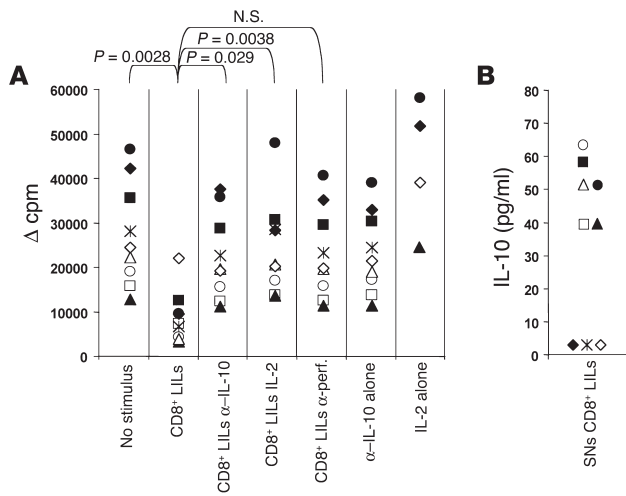 N.S.
P = 0.0038
P = 0.0028
P = 0.029
A
B
60000
50000
40000
30000
20000
10000
0
Δ cpm
No stimulus
CD8⁺ LILs
CD8⁺ LILs α–IL-10
CD8⁺ LILs IL-2
CD8⁺ LILs α-perf.
α–IL-10 alone
IL-2 alone
80
70
60
50
40
30
20
10
0
IL-10 (pg/ml)
SNs CD8⁺ LILs